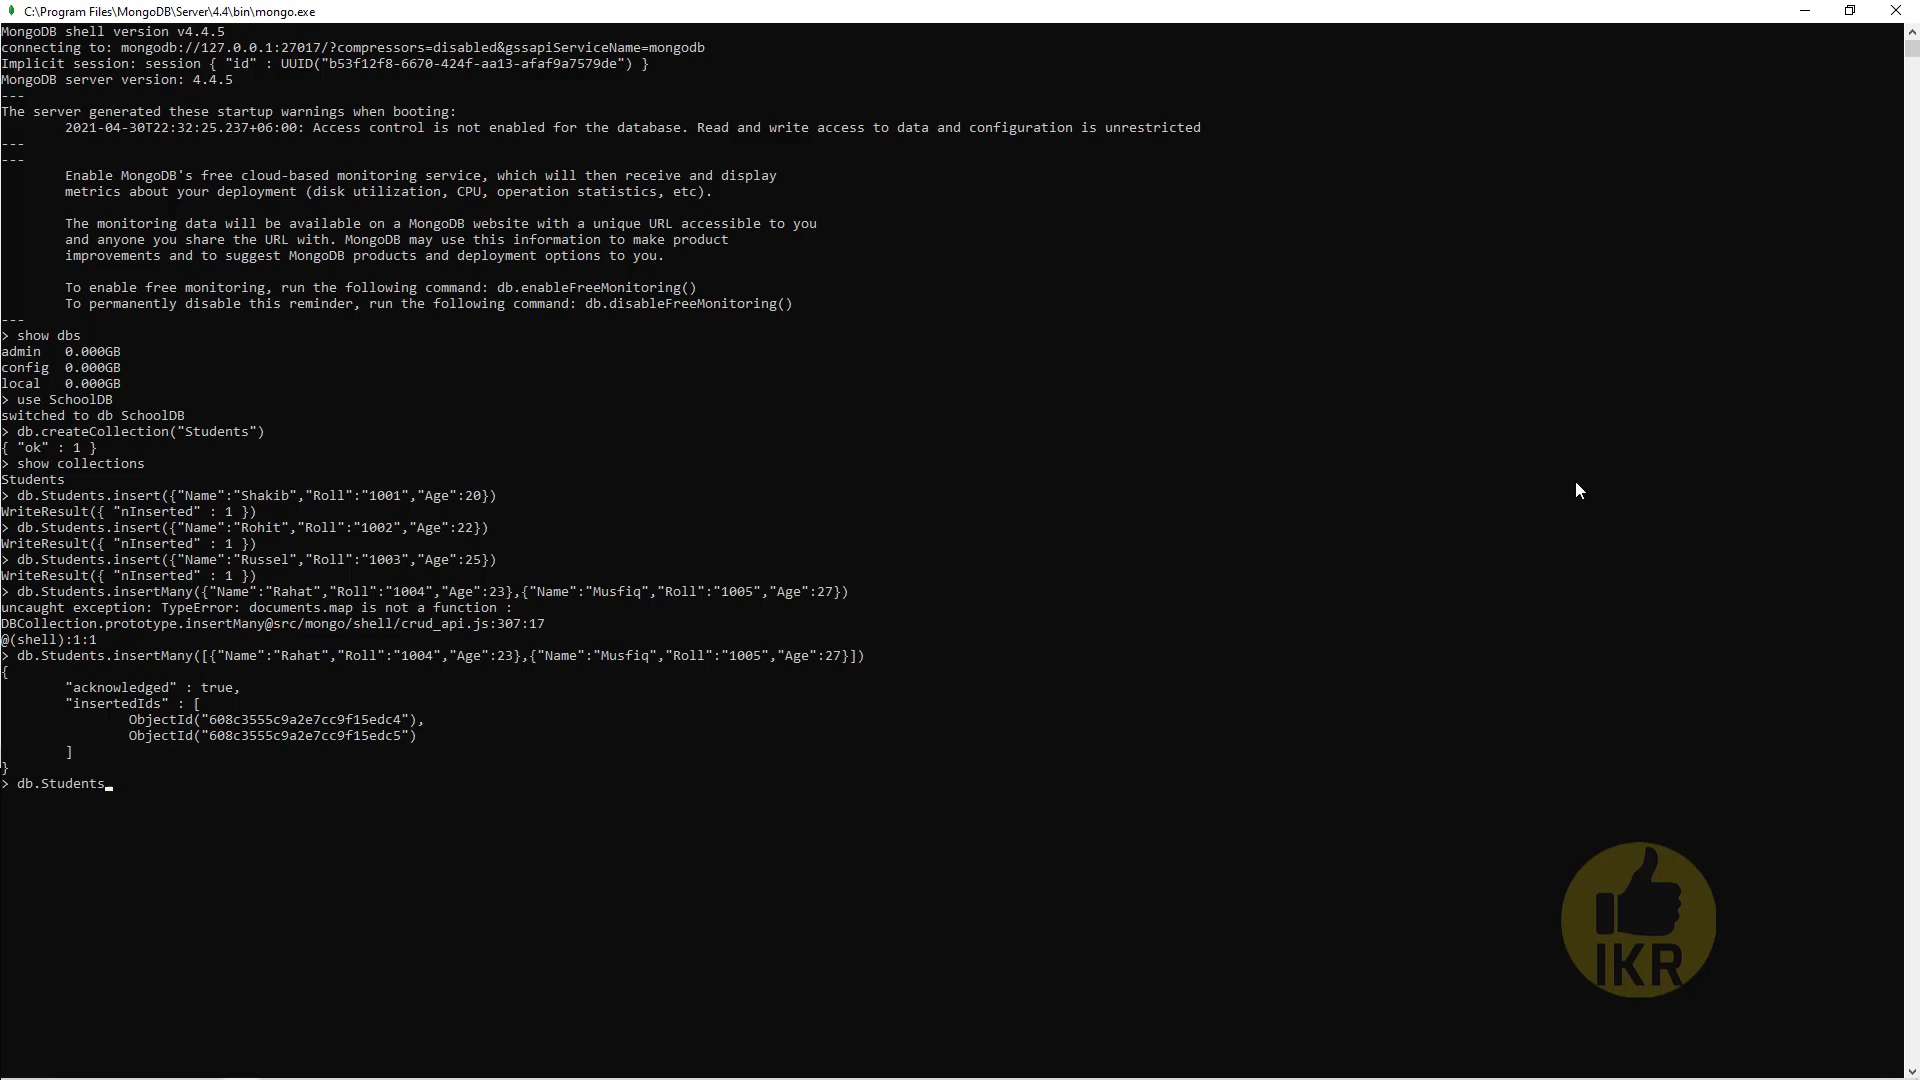 C:\Program Files\MongoDB\Server\4.4\bin\mongo.exe
MongoDB shell version v4.4.5
connecting to: mongodb://127.0.0.1:27017/?compressors=disabled&gssapiServiceName=mongodb
Implicit session: session { "id" : UUID("b53f12f8-6670-424f-aa13-afaf9a7579de") }
MongoDB server version: 4.4.5
---
The server generated these startup warnings when booting:
        2021-04-30T22:32:25.237+06:00: Access control is not enabled for the database. Read and write access to data and configuration is unrestricted
---
---
        Enable MongoDB's free cloud-based monitoring service, which will then receive and display
        metrics about your deployment (disk utilization, CPU, operation statistics, etc).

        The monitoring data will be available on a MongoDB website with a unique URL accessible to you
        and anyone you share the URL with. MongoDB may use this information to make product
        improvements and to suggest MongoDB products and deployment options to you.

        To enable free monitoring, run the following command: db.enableFreeMonitoring()
        To permanently disable this reminder, run the following command: db.disableFreeMonitoring()
---
> show dbs
admin   0.000GB
config  0.000GB
local   0.000GB
> use SchoolDB
switched to db SchoolDB
> db.createCollection("Students")
{ "ok" : 1 }
> show collections
Students
> db.Students.insert({"Name":"Shakib","Roll":"1001","Age":20})
WriteResult({ "nInserted" : 1 })
> db.Students.insert({"Name":"Rohit","Roll":"1002","Age":22})
WriteResult({ "nInserted" : 1 })
> db.Students.insert({"Name":"Russel","Roll":"1003","Age":25})
WriteResult({ "nInserted" : 1 })
> db.Students.insertMany({"Name":"Rahat","Roll":"1004","Age":23},{"Name":"Musfiq","Roll":"1005","Age":27})
uncaught exception: TypeError: documents.map is not a function :
DBCollection.prototype.insertMany@src/mongo/shell/crud_api.js:307:17
@(shell):1:1
> db.Students.insertMany([{"Name":"Rahat","Roll":"1004","Age":23},{"Name":"Musfiq","Roll":"1005","Age":27}])
{
        "acknowledged" : true,
        "insertedIds" : [
                ObjectId("608c3555c9a2e7cc9f15edc4"),
                ObjectId("608c3555c9a2e7cc9f15edc5")
        ]
}
> db.Students
IKR